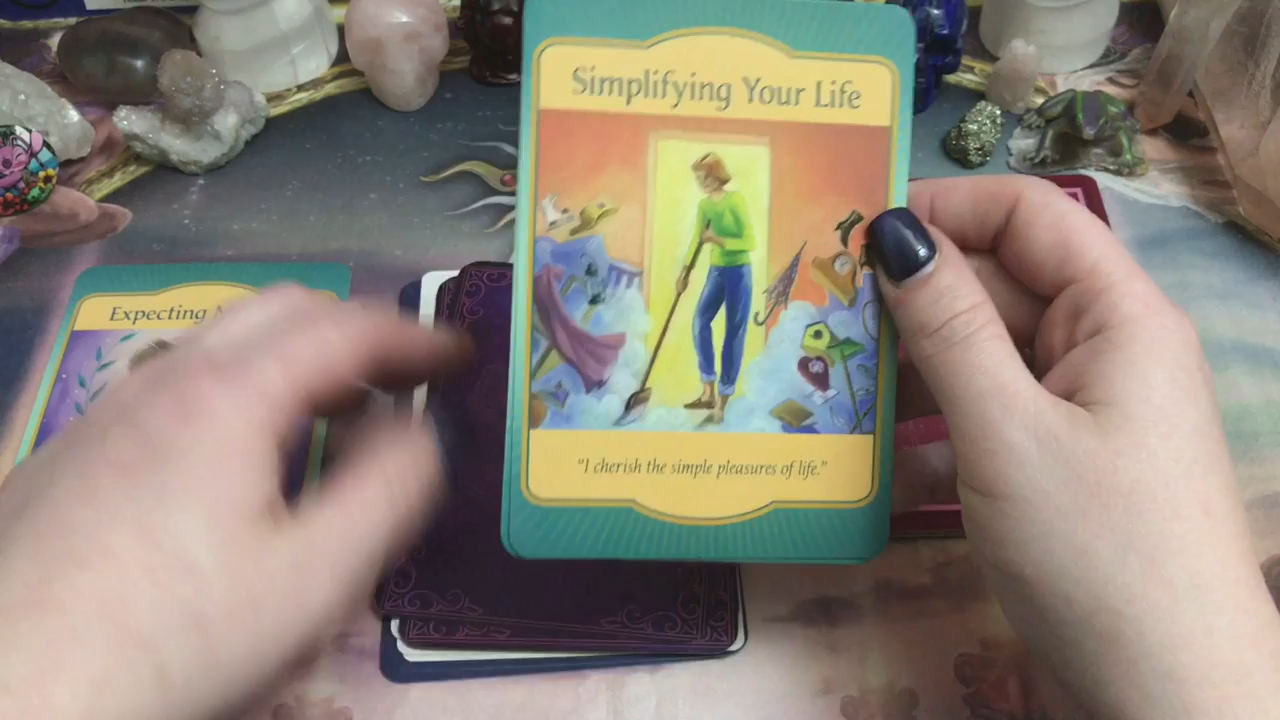 Simplifying Your Life
Expecting
"I cherish the simple pleasures of life."